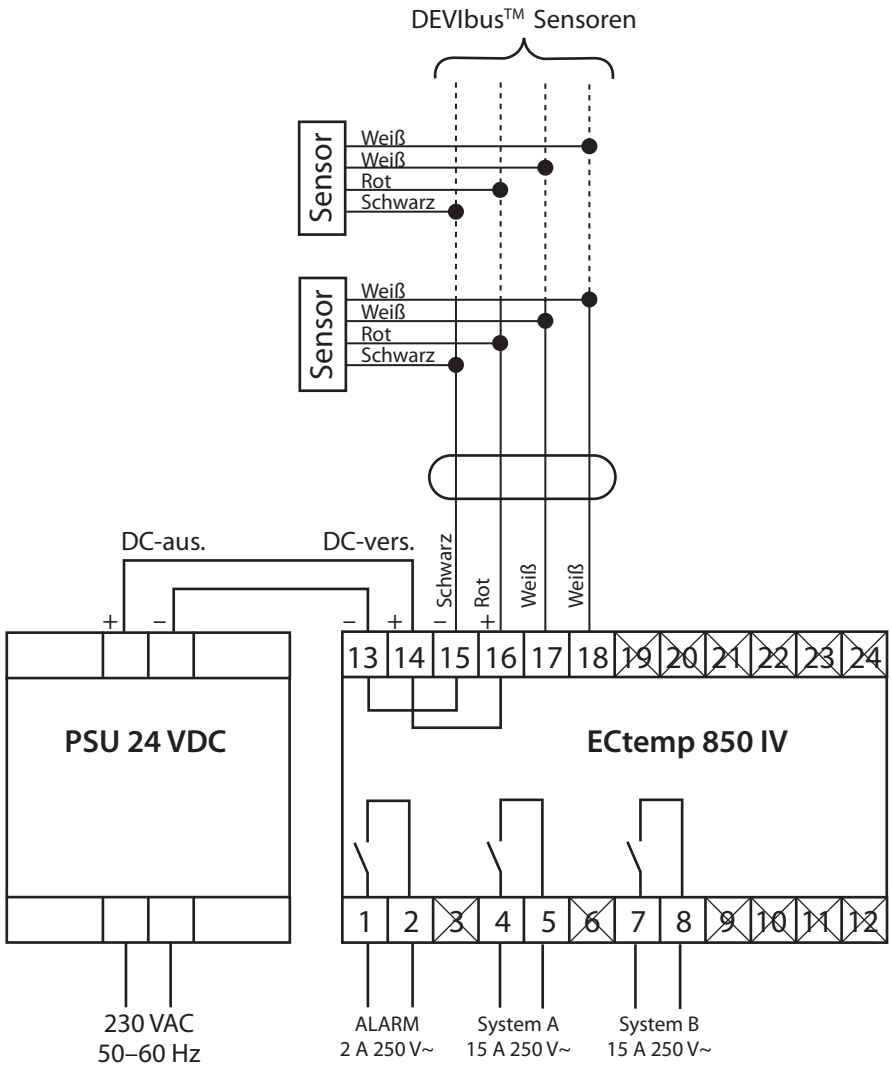 DEVIbus™ Sensoren
Sensor
Weiß
Weiß
Rot
Schwarz
Sensor
Weiß
Weiß
Rot
Schwarz
DC-aus.
DC-vers.
Schwarz
Rot
Weiß
Weiß
+ – – + – +
13 14 15 16 17 18 19 20 21 22 23 24
PSU 24 VDC
ECtemp 850 IV
1 2 3 4 5 6 7 8 9 10 11 12
230 VAC
50–60 Hz
ALARM
2 A 250 V~
System A
15 A 250 V~
System B
15 A 250 V~